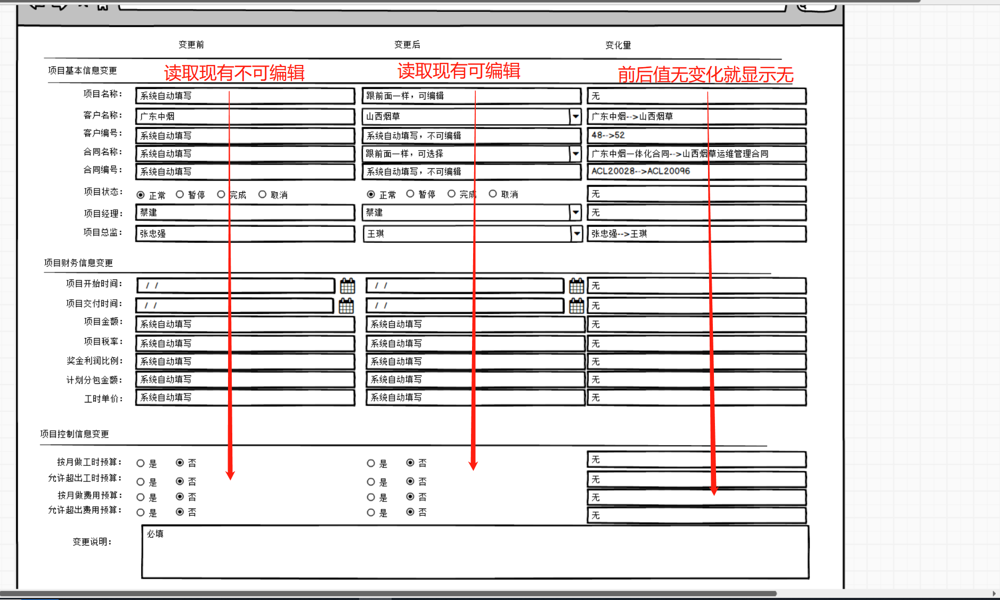 变更前 变更后 变化量
项目基本信息变更 读取现有不可编辑 读取现有可编辑 前后值无变化就显示无
项目名称： 系统自动填写 跟前面一样，可编辑 无
客户名称： 广东中烟 山西烟草 广东中烟-->山西烟草
客户编号： 系统自动填写 系统自动填写，不可编辑 48-->52
合同名称： 系统自动填写 跟前面一样，可选择 广东中烟一体化合同-->山西烟草运维管理合同
合同编号： 系统自动填写 系统自动填写，不可编辑 ACL20028-->ACL20096
项目状态： 正常 暂停 完成 取消 正常 暂停 完成 取消 无
项目经理： 蔡建 蔡建 无
项目总监： 张忠强 王琪 张忠强-->王琪
项目财务信息变更
项目开始时间： / / / / 无
项目交付时间： / / / / 无
项目金额： 系统自动填写 系统自动填写 无
项目税率： 系统自动填写 系统自动填写 无
奖金利润比例： 系统自动填写 系统自动填写 无
计划分包金额： 系统自动填写 系统自动填写 无
工时单价： 系统自动填写 系统自动填写 无
项目控制信息变更
按月做工时预算： 是 否 是 否 无
允许超出工时预算： 是 否 是 否 无
按月做费用预算： 是 否 是 否 无
允许超出费用预算： 是 否 是 否 无
变更说明： 必填